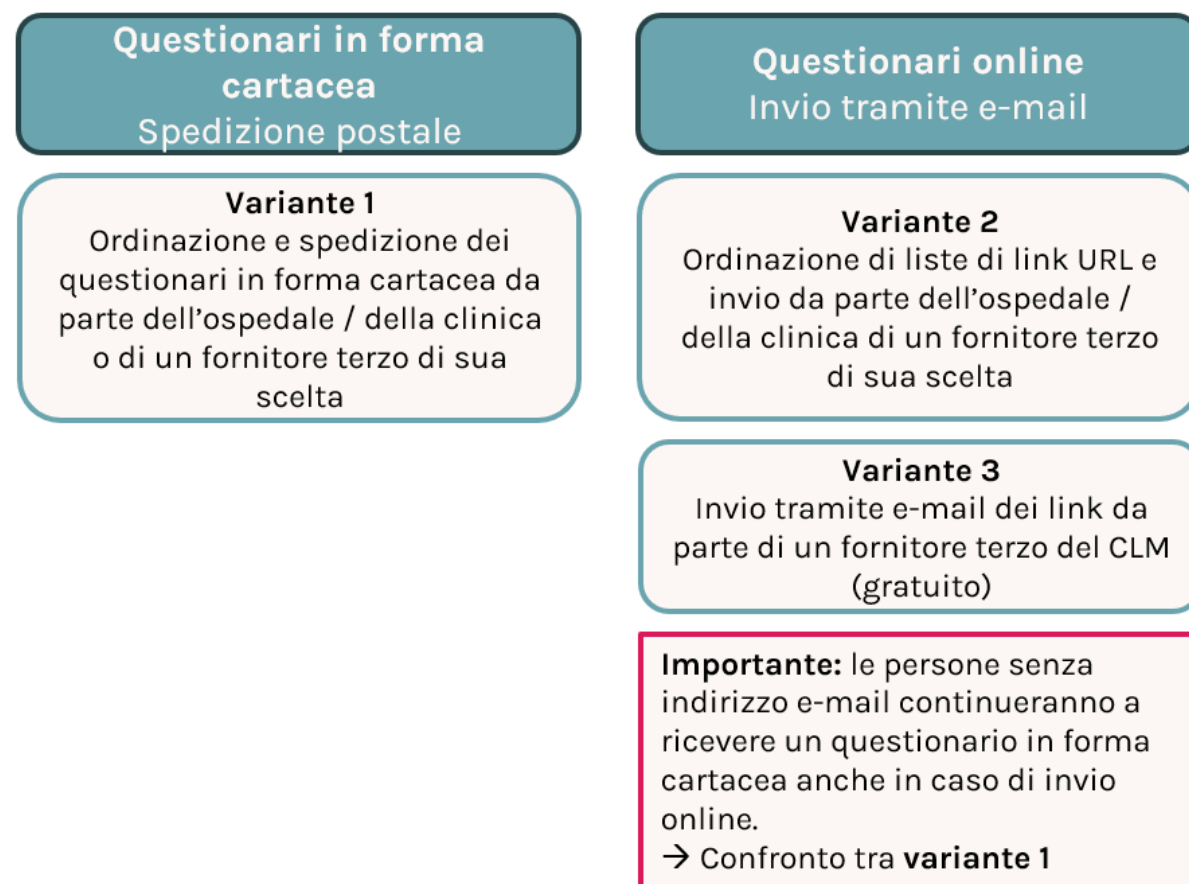 Questionari in forma
cartacea
Spedizione postale
Variante 1
Ordinazione e spedizione dei
questionari in forma cartacea da
parte dell’ospedale / della clinica
o di un fornitore terzo di sua
scelta
Questionari online
Invio tramite e-mail
Variante 2
Ordinazione di liste di link URL e
invio da parte dell’ospedale /
della clinica di un fornitore terzo
di sua scelta
Variante 3
Invio tramite e-mail dei link da
parte di un fornitore terzo del CLM
(gratuito)
Importante: le persone senza
indirizzo e-mail continueranno a
ricevere un questionario in forma
cartacea anche in caso di invio
online.
→ Confronto tra variante 1